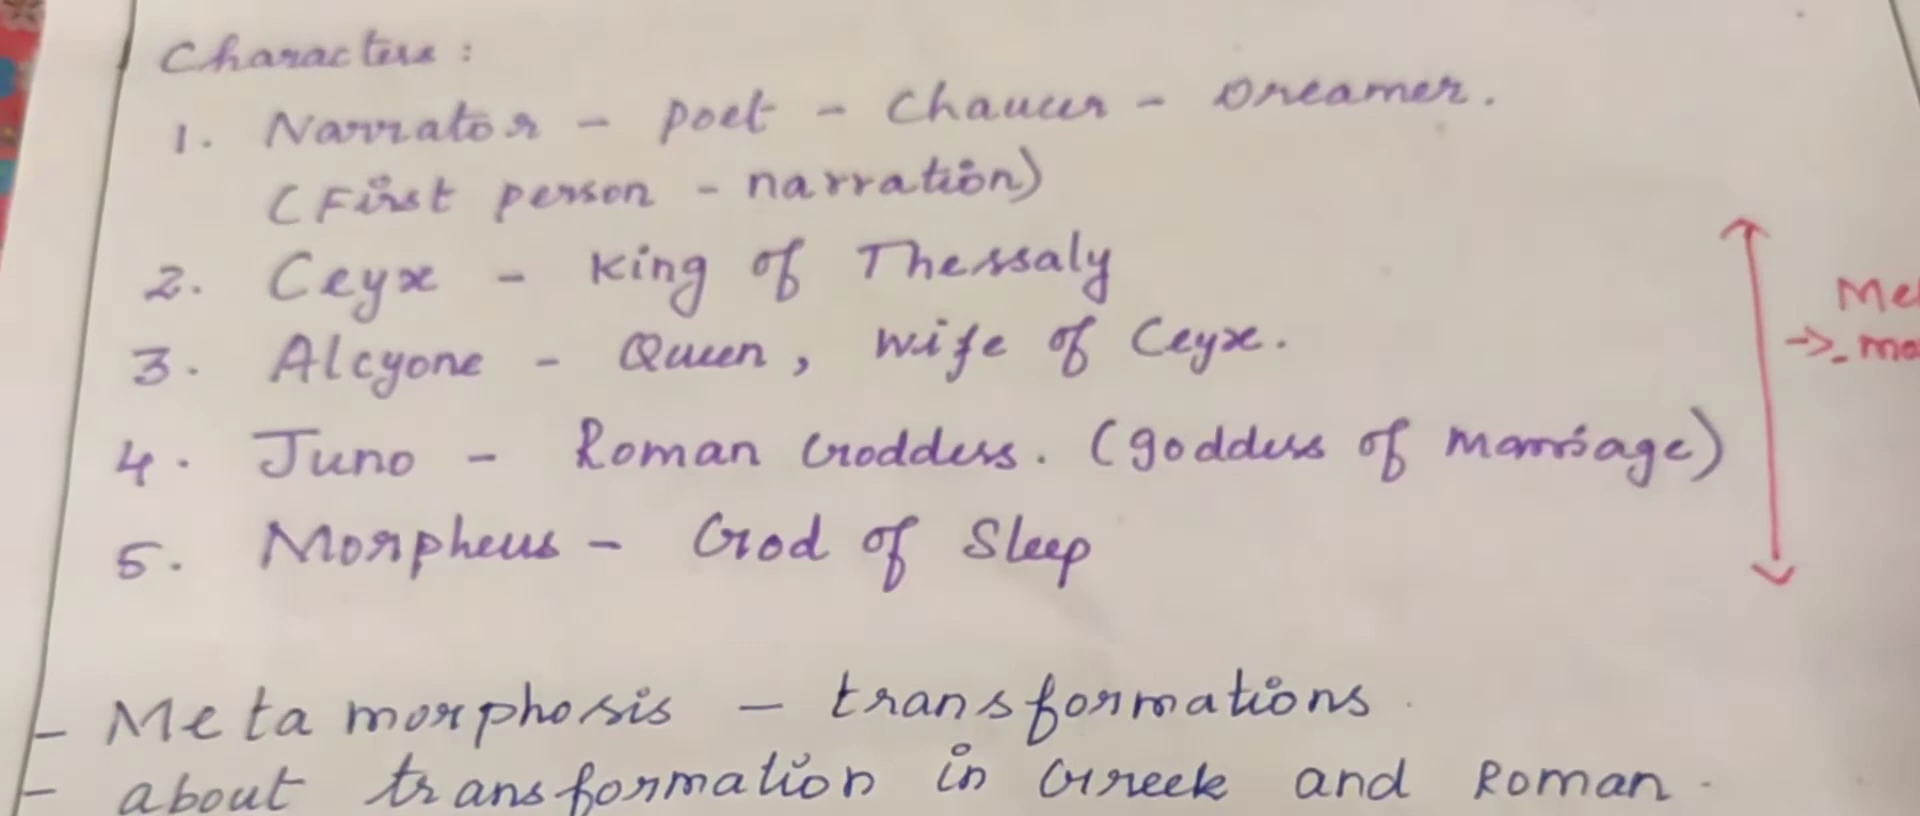 Characters :
1. Narrator - poet - Chaucer - Dreamer.
(First person - narration)
2. Ceyx - King of Thessaly
3. Alcyone - Queen, wife of Ceyx.
4. Juno - Roman Goddess. (goddess of marriage)
5. Morpheus - God of Sleep
- Metamorphosis - transformations.
- about transformation in Greek and Roman.